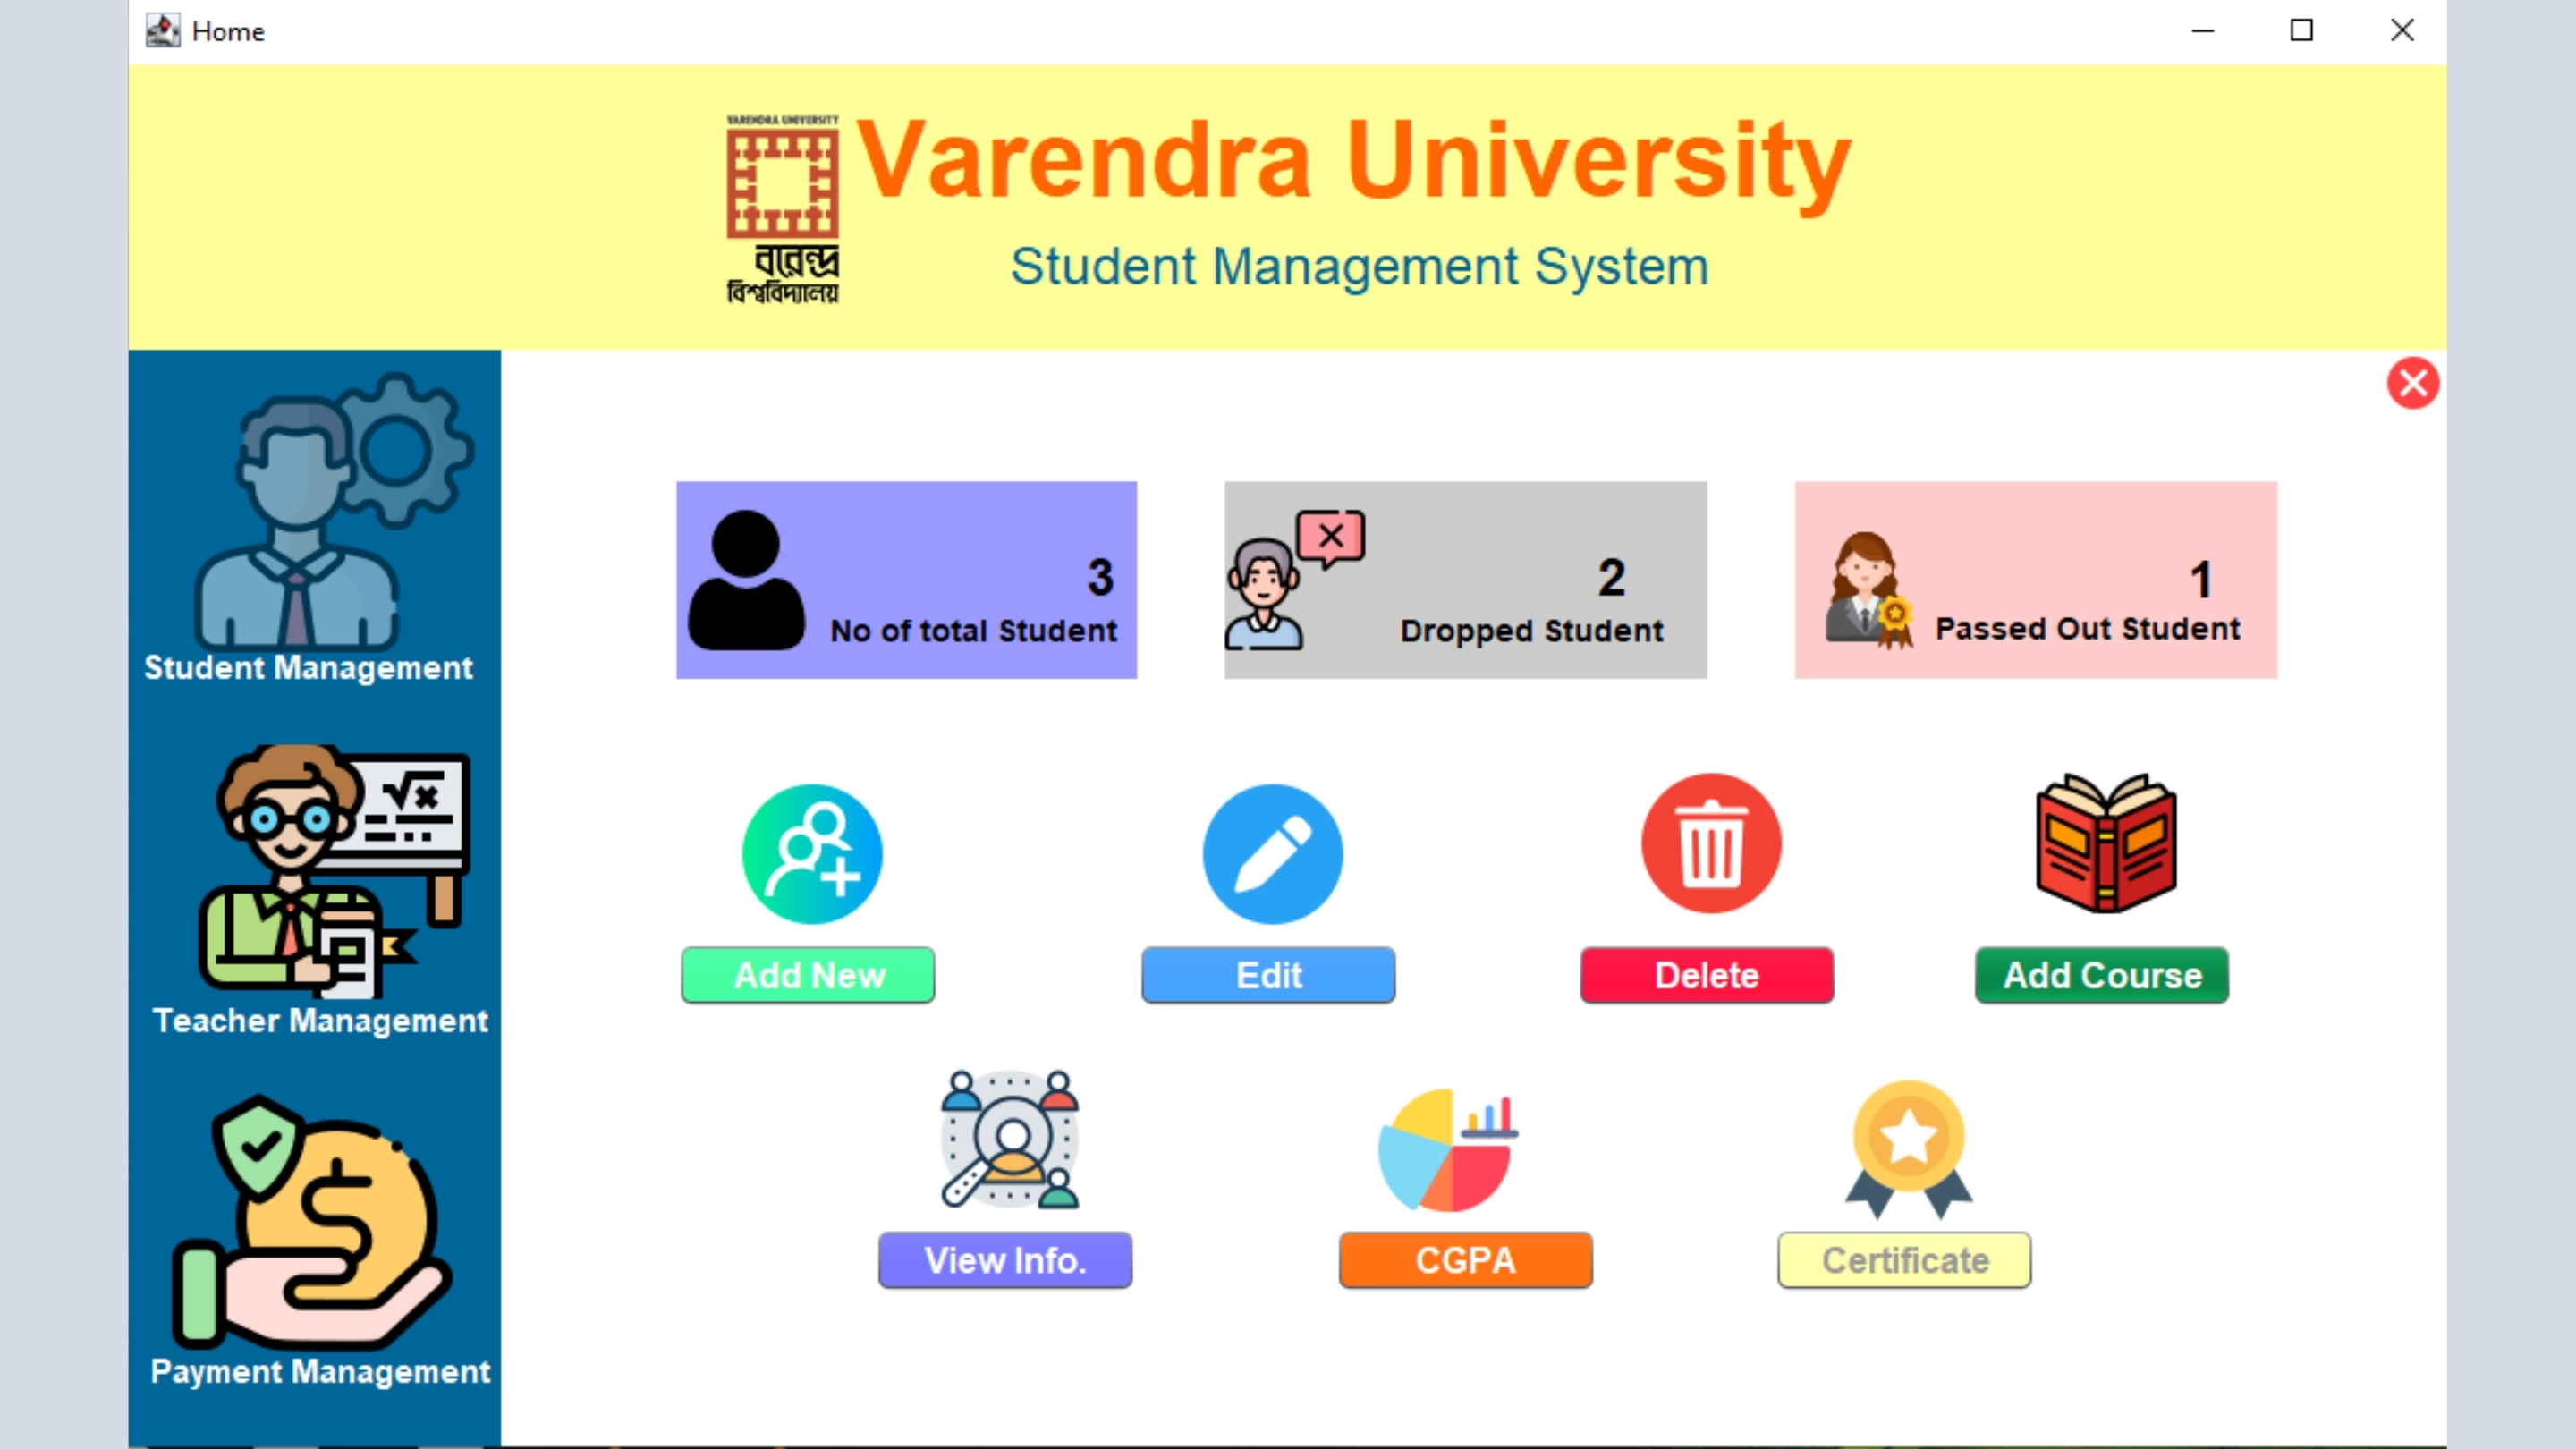 Home
VARENDRA UNIVERSITY
বরেন্দ্র
বিশ্ববিদ্যালয়
Varendra University
Student Management System
Student Management
Teacher Management
Payment Management
3
No of total Student
2
Dropped Student
1
Passed Out Student
Add New
Edit
Delete
Add Course
View Info.
CGPA
Certificate